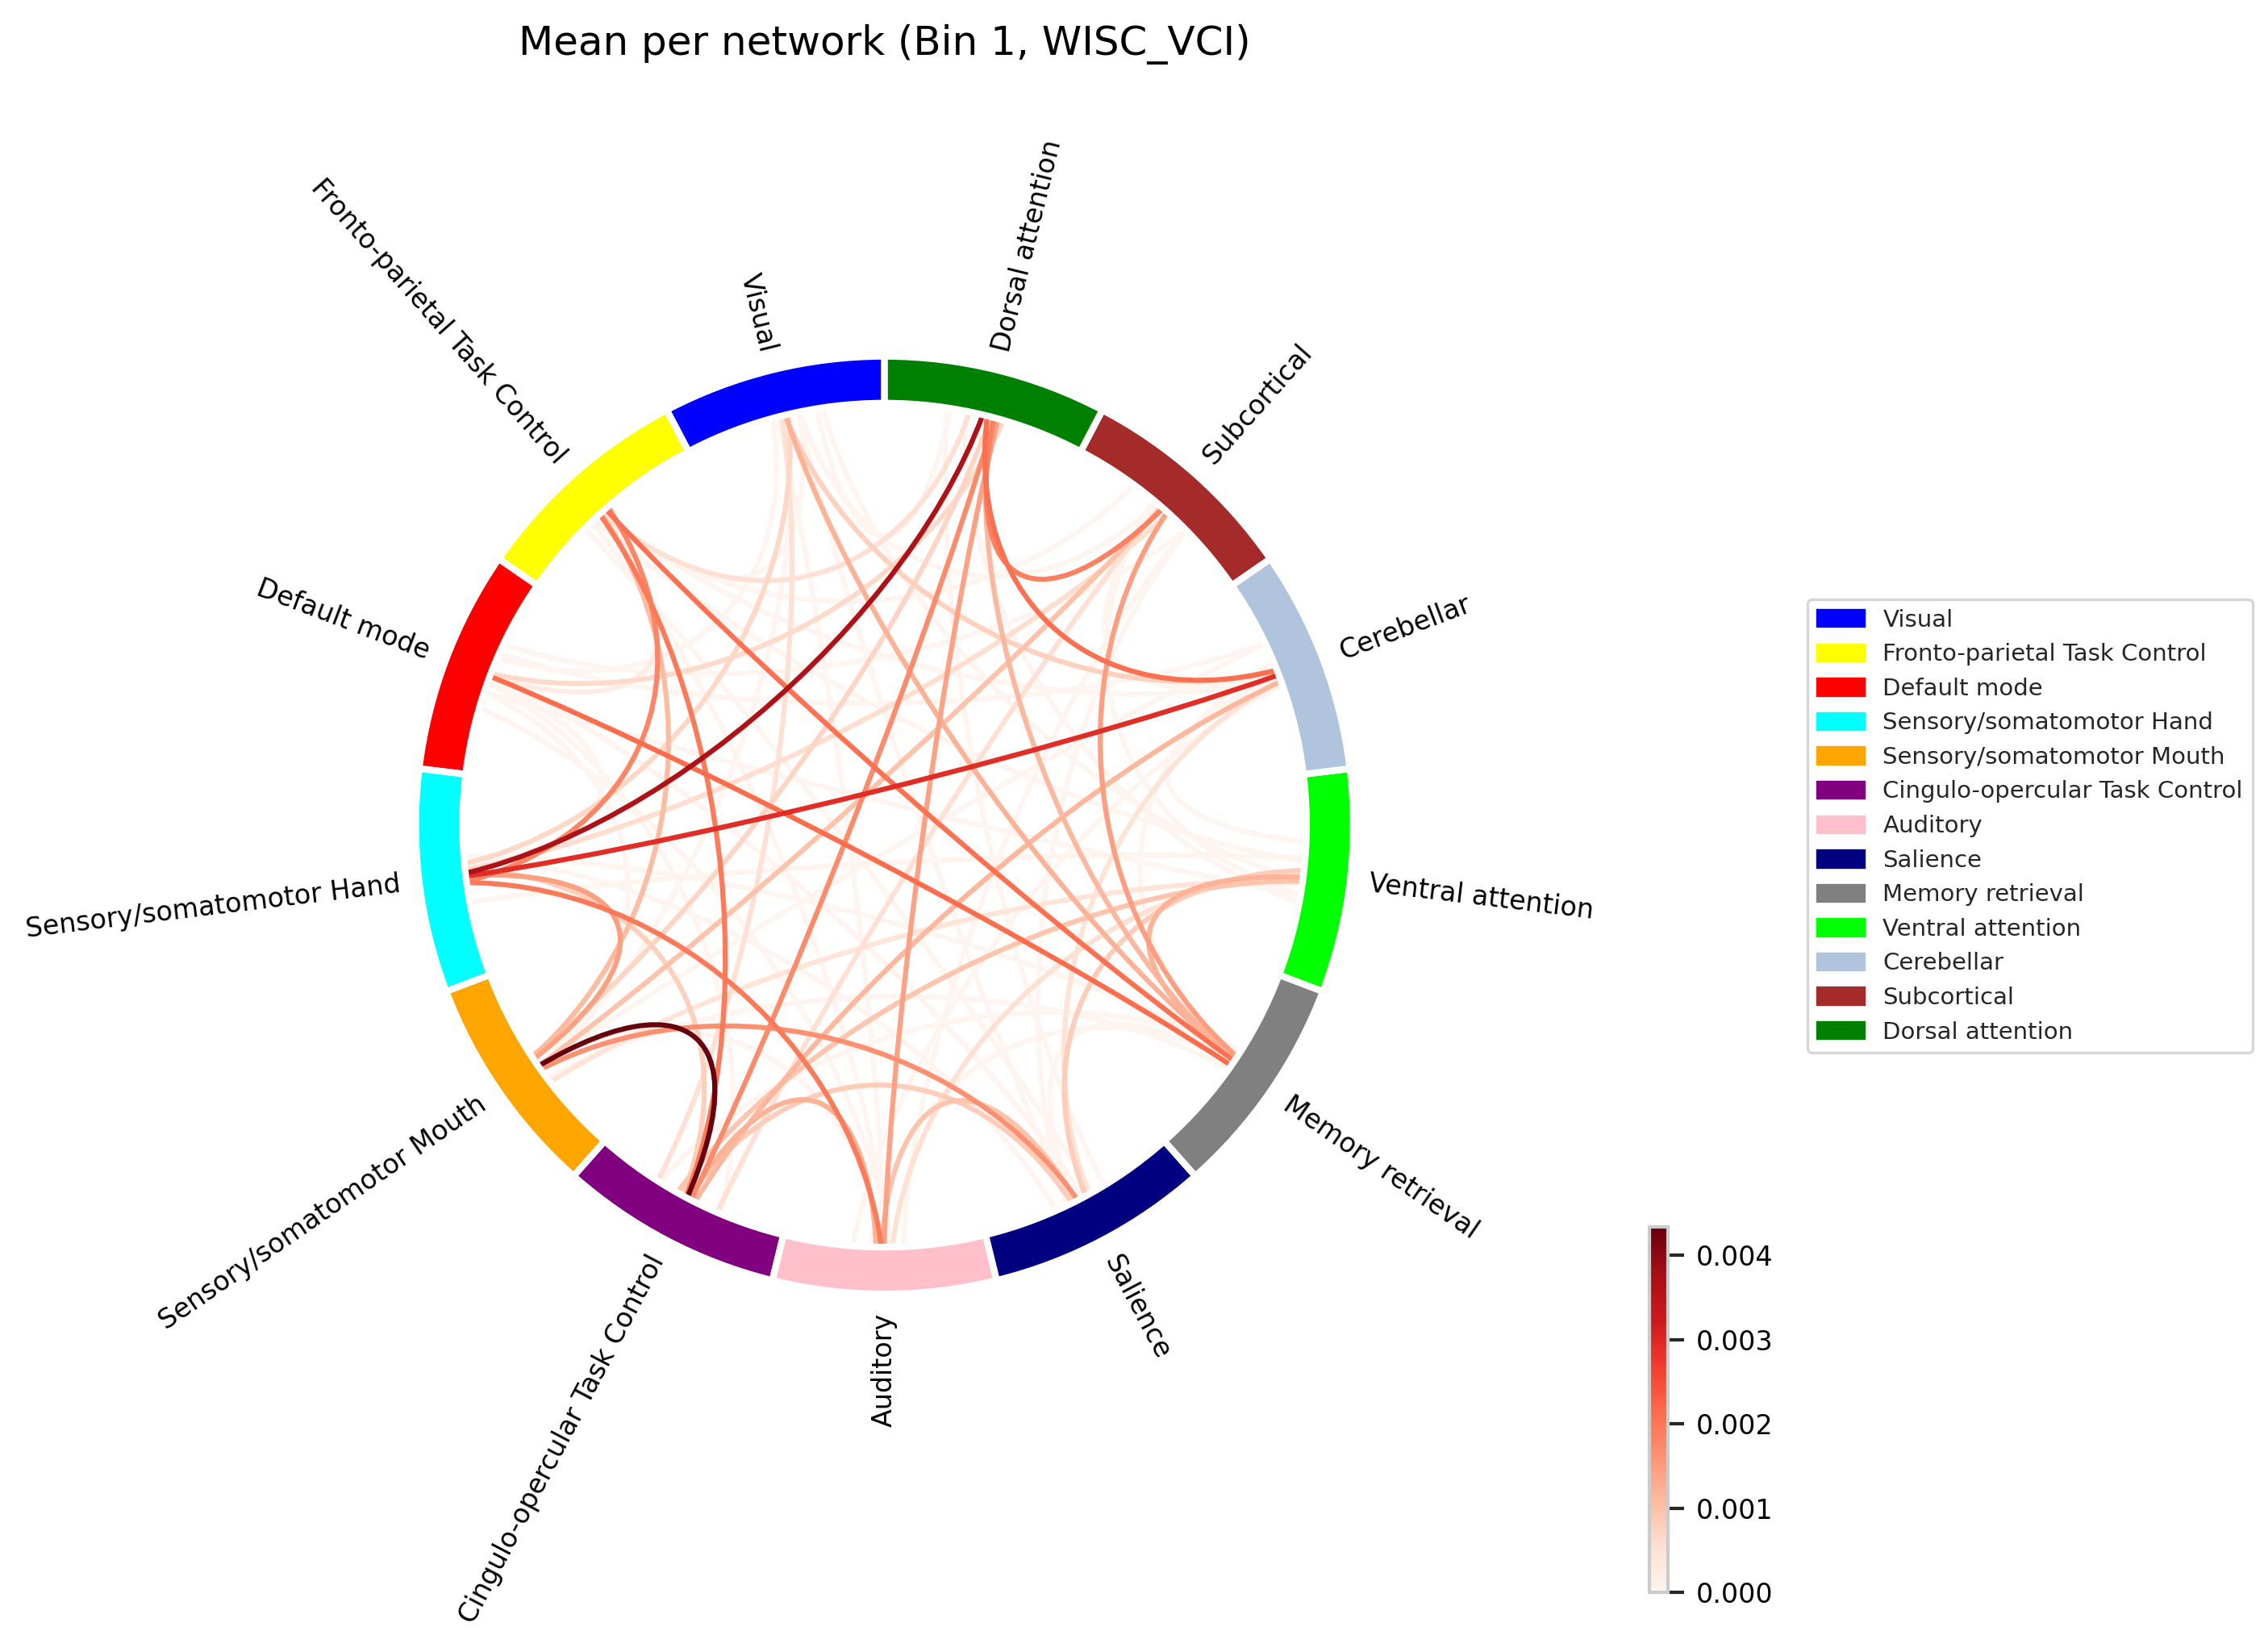 Mean per network (Bin 1, WISC_VCI)
Visual
Dorsal attention
Fronto-parietal Task Control
Subcortical
Default mode
Cerebellar
Sensory/somatomotor Hand
Ventral attention
Sensory/somatomotor Mouth
Memory retrieval
Cingulo-opercular Task Control
Auditory
Salience
Visual
Fronto-parietal Task Control
Default mode
Sensory/somatomotor Hand
Sensory/somatomotor Mouth
Cingulo-opercular Task Control
Auditory
Salience
Memory retrieval
Ventral attention
Cerebellar
Subcortical
Dorsal attention
0.004
0.003
0.002
0.001
0.000